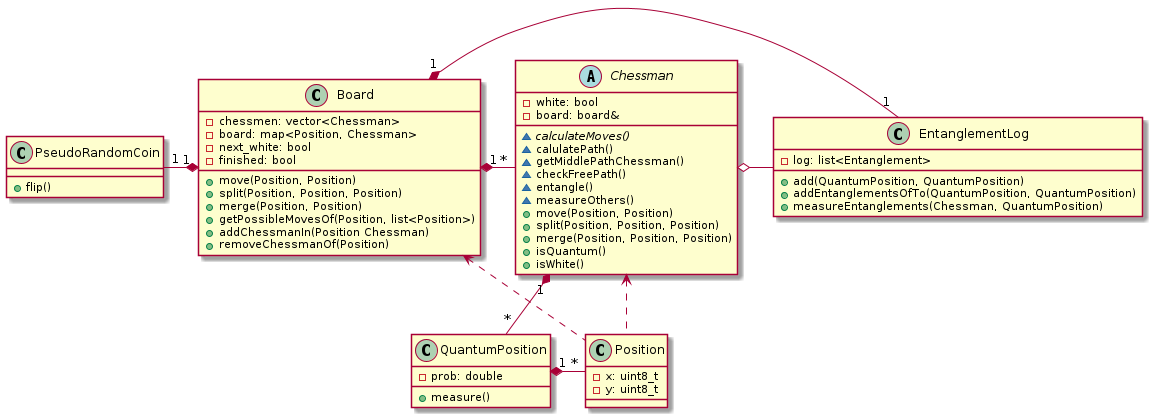 C PseudoRandomCoin
flip()
1
1
C Board
chessmen: vector<Chessman>
board: map<Position, Chessman>
next_white: bool
finished: bool
move(Position, Position)
split(Position, Position, Position)
merge(Position, Position)
getPossibleMovesOf(Position, list<Position>)
addChessmanIn(Position Chessman)
removeChessmanOf(Position)
1
1
1
*
A Chessman
white: bool
board: board&
calculateMoves()
calulatePath()
getMiddlePathChessman()
checkFreePath()
entangle()
measureOthers()
move(Position, Position)
split(Position, Position, Position)
merge(Position, Position, Position)
isQuantum()
isWhite()
C EntanglementLog
log: list<Entanglement>
add(QuantumPosition, QuantumPosition)
addEntanglementsOfTo(QuantumPosition, QuantumPosition)
measureEntanglements(Chessman, QuantumPosition)
1
*
C QuantumPosition
prob: double
measure()
1
*
C Position
x: uint8_t
y: uint8_t